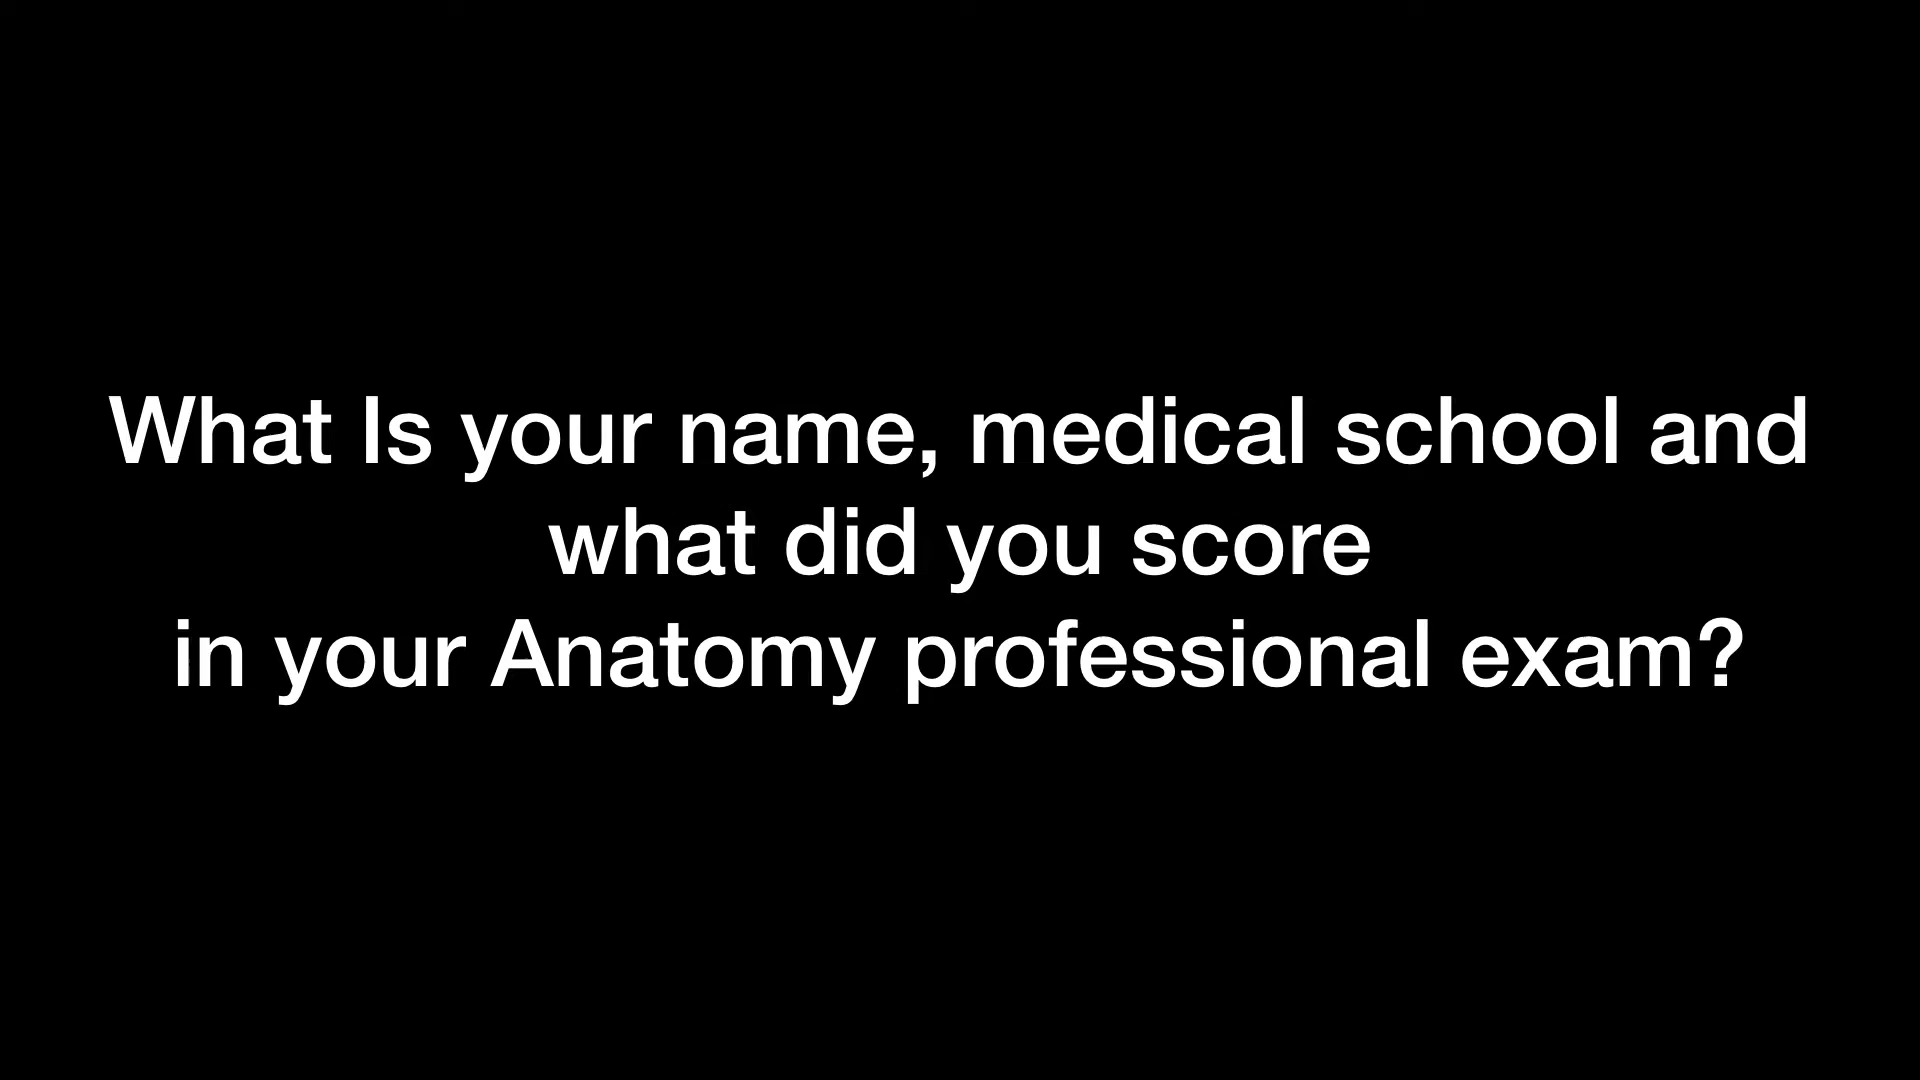 What Is your name, medical school and
what did you score
in your Anatomy professional exam?